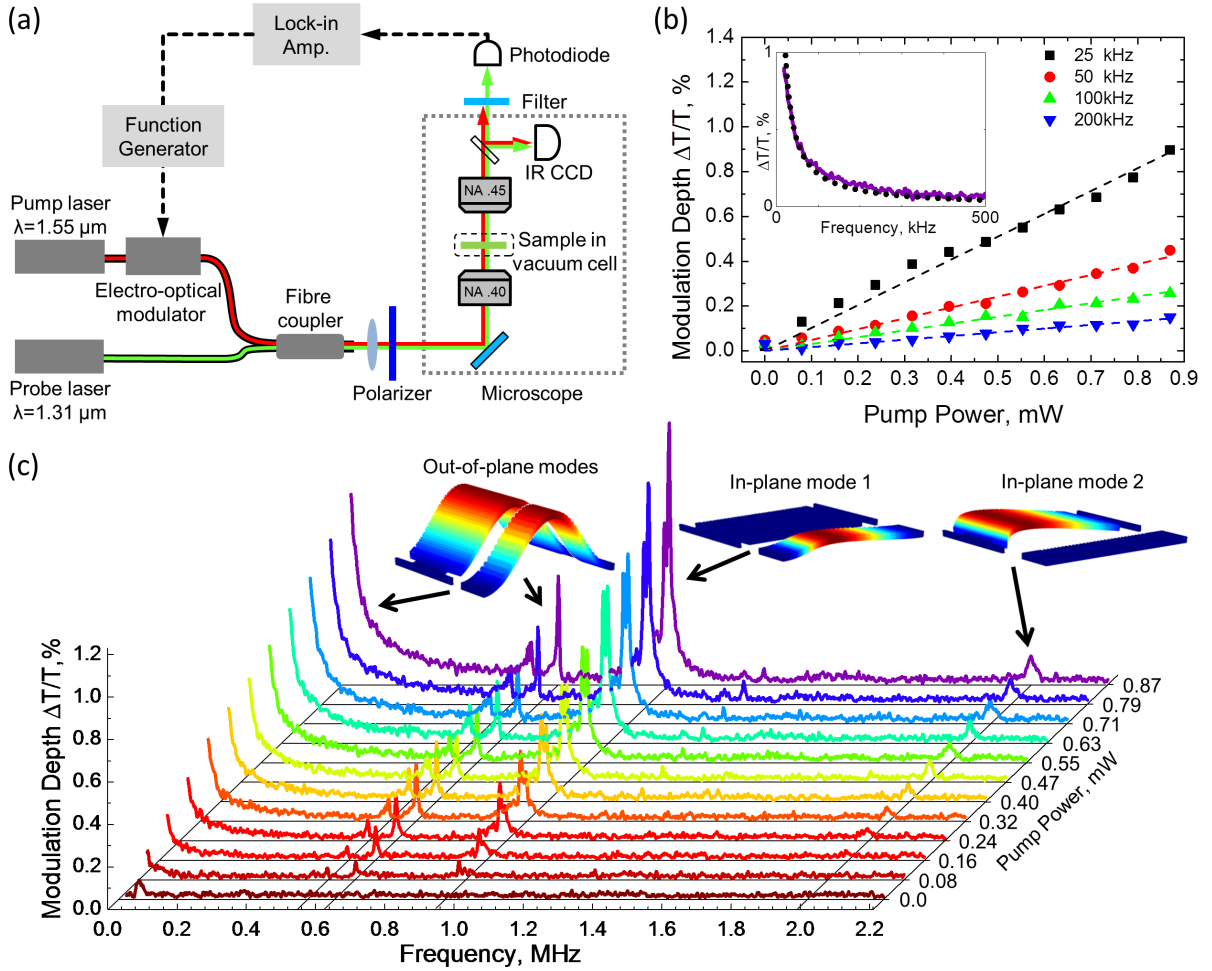 (a)
Lock-in
Amp.
Photodiode
Filter
Function
Generator
IR CCD
NA .45
Pump laser
λ=1.55 µm
Sample in
vacuum cell
Electro-optical
modulator
NA .40
Fibre
coupler
Probe laser
λ=1.31 µm
Polarizer
Microscope
(b)
Modulation Depth ΔT/T, %
1.4
1.2
1.0
0.8
0.6
0.4
0.2
0.0
0.0 0.1 0.2 0.3 0.4 0.5 0.6 0.7 0.8 0.9
Pump Power, mW
25 kHz
50 kHz
100kHz
200kHz
1
ΔT/T, %
0
0 500
Frequency, kHz
(c)
Out-of-plane modes
In-plane mode 1
In-plane mode 2
Modulation Depth ΔT/T,%
1.2
1.0
0.8
0.6
0.4
0.2
0.0
0.0 0.2 0.4 0.6 0.8 1.0 1.2 1.4 1.6 1.8 2.0 2.2
Frequency, MHz
0.87
0.79
0.71
0.63
0.55
0.47
0.40
0.32
0.24
0.16
0.08
0.0
Pump Power, mW